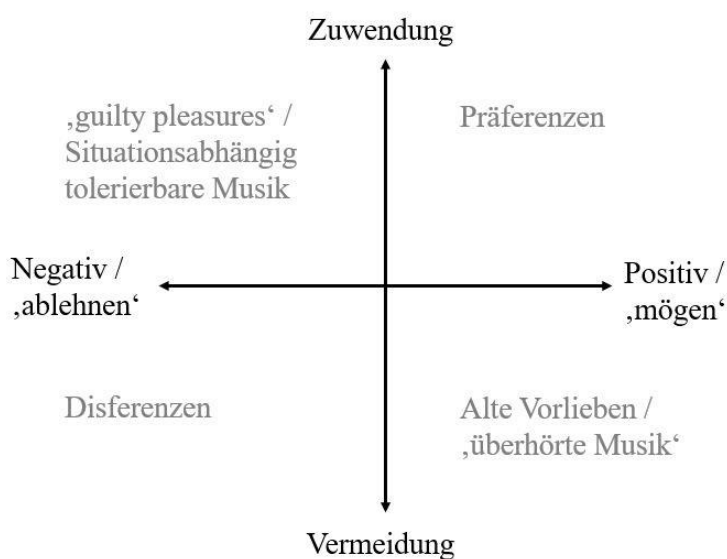 Zuwendung
‚guilty pleasures‘ /
Situationsabhängig
tolerierbare Musik
Präferenzen
Negativ /
‚ablehnen‘
Positiv /
‚mögen‘
Disferenzen
Alte Vorlieben /
‚überhörte Musik‘
Vermeidung